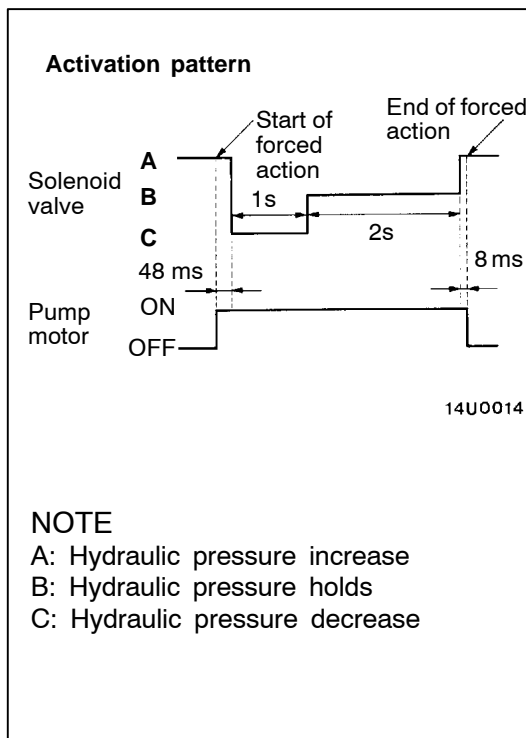 Activation pattern
Start of
forced
action
End of forced
action
Solenoid
valve
A
B
C
1s
2s
48 ms
8 ms
Pump
motor
ON
OFF
14U0014
NOTE
A: Hydraulic pressure increase
B: Hydraulic pressure holds
C: Hydraulic pressure decrease